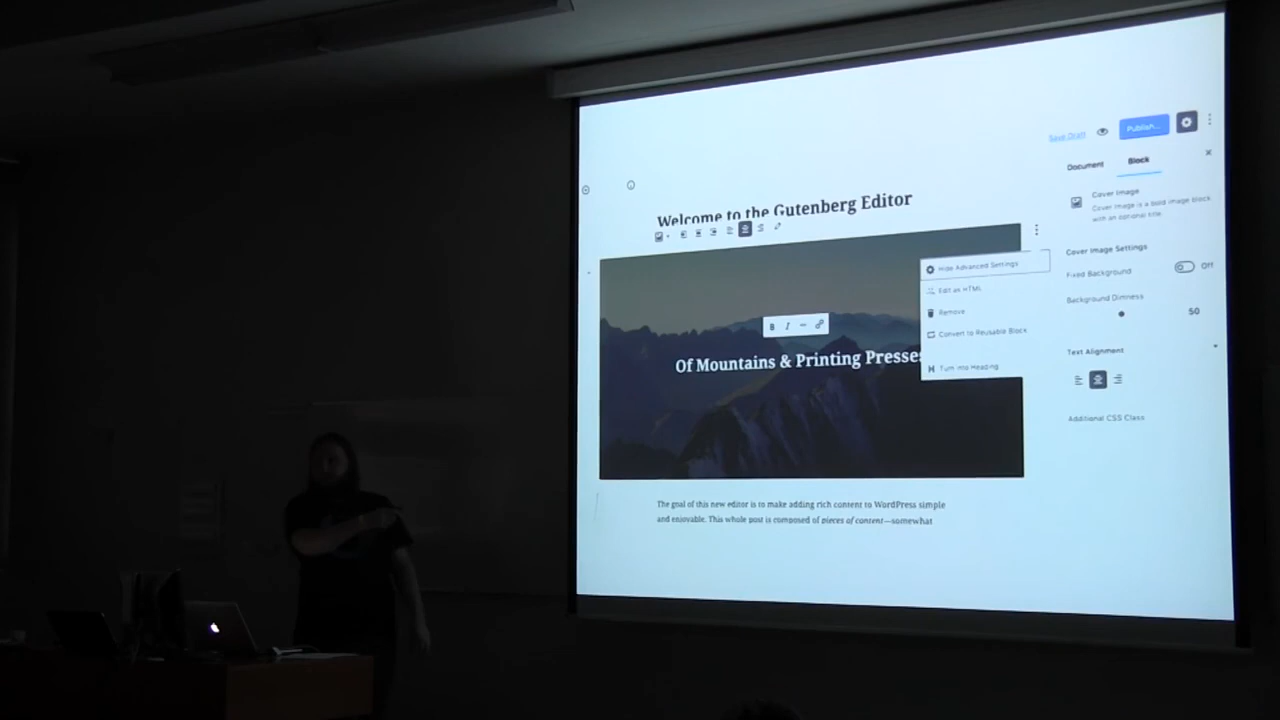 Save Draft
Publish...
Document Block
Cover Image
Cover Image is a bold image block
with an optional title.
Welcome to the Gutenberg Editor
Cover Image Settings
Fixed Background Off
Background Dimness
50
Hide Advanced Settings
Edit as HTML
Remove
Convert to Reusable Block
Turn into Heading
B I
Of Mountains & Printing Presses
Text Alignment
Additional CSS Class
The goal of this new editor is to make adding rich content to WordPress simple
and enjoyable. This whole post is composed of pieces of content—somewhat